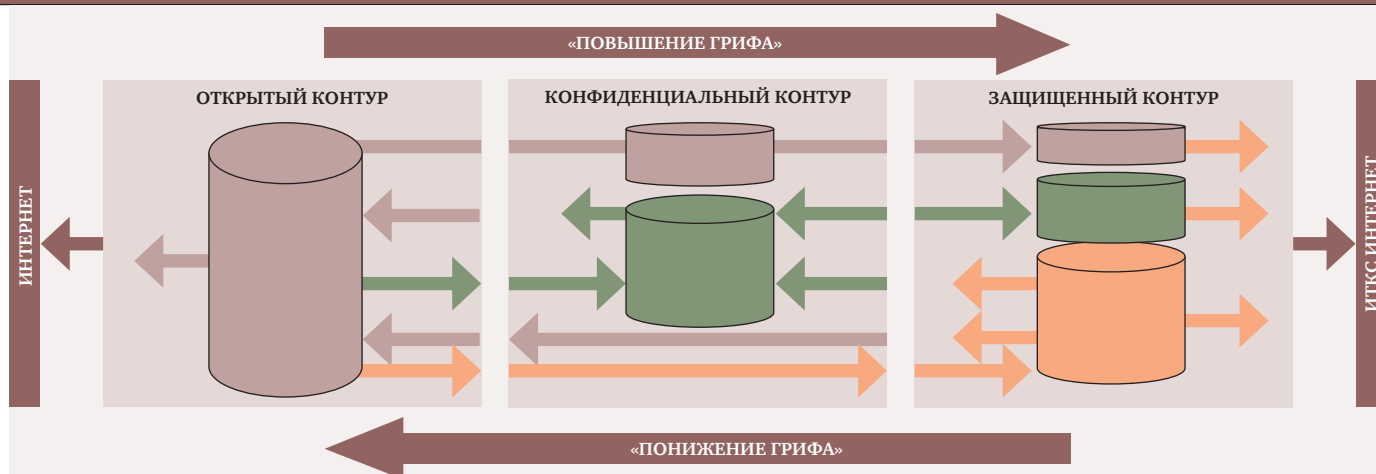 «ПОВЫШЕНИЕ ГРИФА»
ОТКРЫТЫЙ КОНТУР
КОНФИДЕНЦИАЛЬНЫЙ КОНТУР
ЗАЩИЩЕННЫЙ КОНТУР
ИНТЕРНЕТ
ИТКС ИНТЕРНЕТ
«ПОНИЖЕНИЕ ГРИФА»